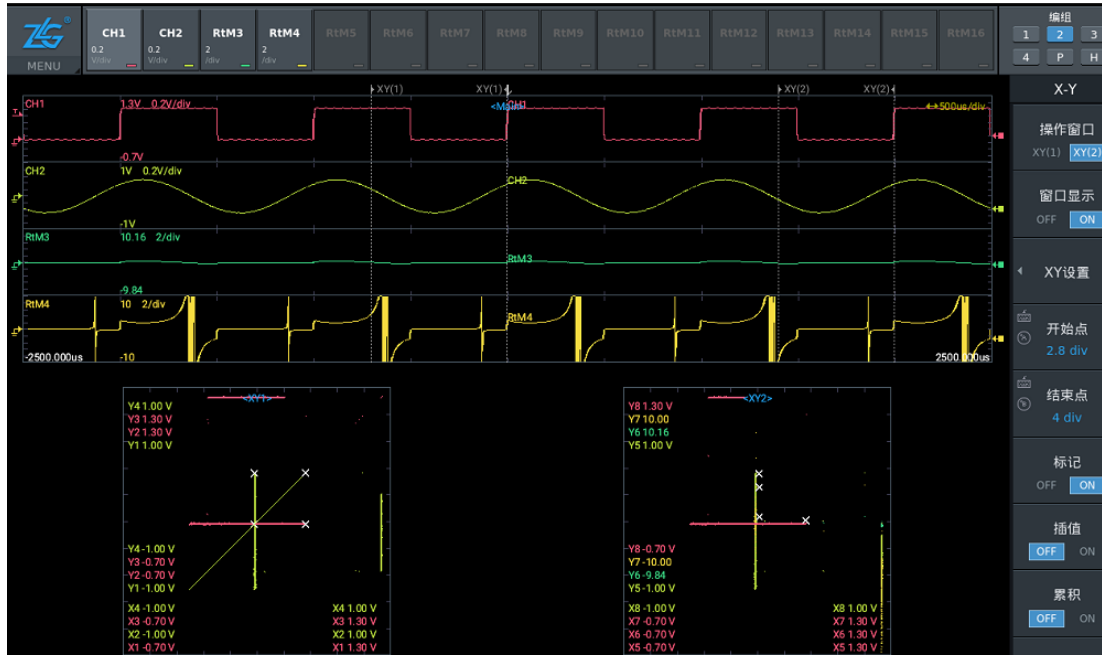 ZLG®
MENU
CH1
0.2
V/div
CH2
0.2
V/div
RtM3
2
/div
RtM4
2
/div
RtM5
RtM6
RtM7
RtM8
RtM9
RtM10
RtM11
RtM12
RtM13
RtM14
RtM15
RtM16
编组
1 2 3
4 P H
XY(1) XY(1) XY(2) XY(2)
CH1 1.3V 0.2V/div <Main> CH1 500us/div
-0.7V
CH2 1V 0.2V/div
CH2
-1V
RtM3 10.16 2/div
RtM3
-9.84
RtM4 10 2/div
RtM4
-2500.000us -10 2500.000us
<XY1>
Y4 1.00 V
Y3 1.30 V
Y2 1.30 V
Y1 1.00 V
Y4 -1.00 V
Y3 -0.70 V
Y2 -0.70 V
Y1 -1.00 V
X4 -1.00 V X4 1.00 V
X3 -0.70 V X3 1.30 V
X2 -1.00 V X2 1.00 V
X1 -0.70 V X1 1.30 V
<XY2>
Y8 1.30 V
Y7 10.00
Y6 10.16
Y5 1.00 V
Y8 -0.70 V
Y7 -10.00
Y6 -9.84
Y5 -1.00 V
X8 -1.00 V X8 1.00 V
X7 -0.70 V X7 1.30 V
X6 -0.70 V X6 1.30 V
X5 -0.70 V X5 1.30 V
X-Y
操作窗口
XY(1) XY(2)
窗口显示
OFF ON
XY设置
开始点
2.8 div
结束点
4 div
标记
OFF ON
插值
OFF ON
累积
OFF ON